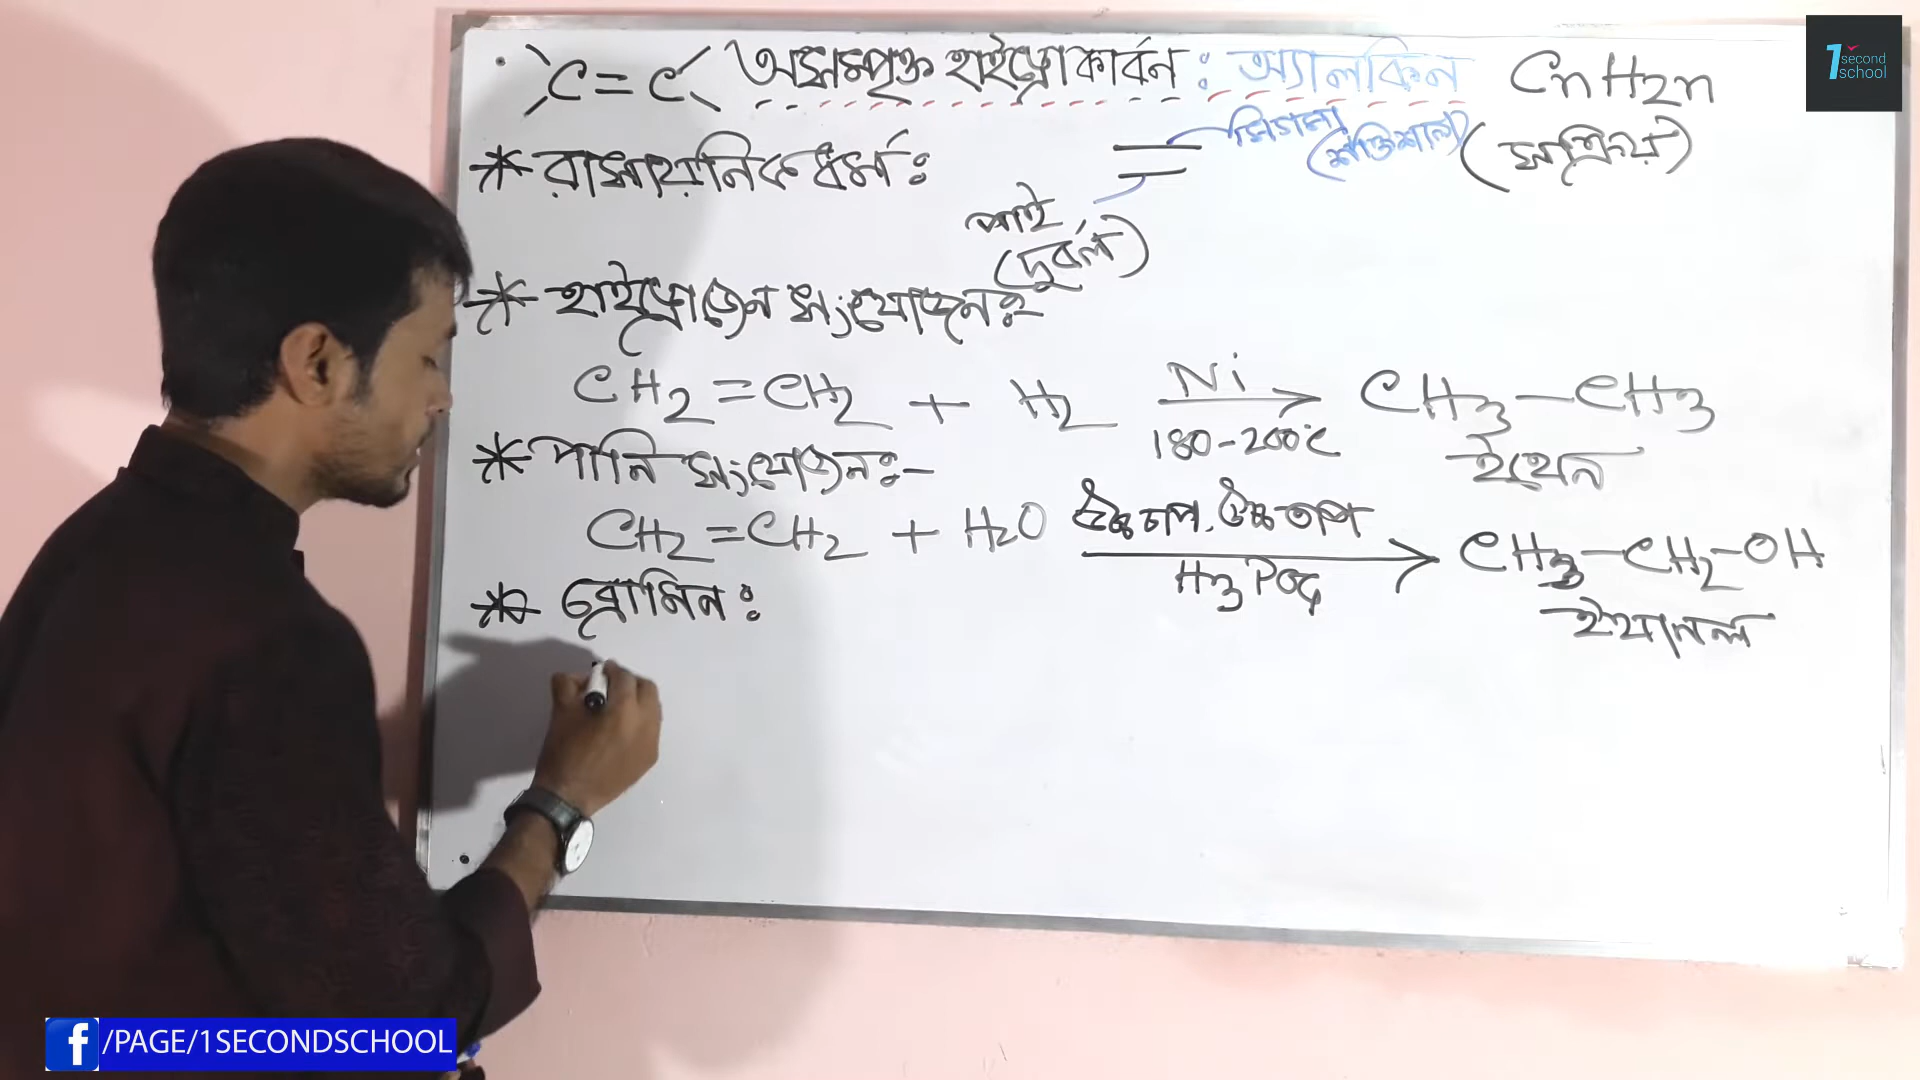 C=C অসম্পৃক্ত হাইড্রোকার্বন : অ্যালকিন CnH2n
সিগমা (শক্তিশালী) (সক্রিয়)
* রাসায়নিক ধর্মঃ
পাই (দুর্বল)
* হাইড্রোজেন সংযোজনঃ-
CH2=CH2 + H2 Ni 180-200°C CH3-CH3
ইথেন
* পানি সংযোজনঃ-
CH2=CH2 + H2O উচ্চ চাপ, উচ্চ তাপ H3PO4 CH3-CH2-OH
ইথানল
* ব্রোমিন :
1 second school
f /PAGE/1SECONDSCHOOL